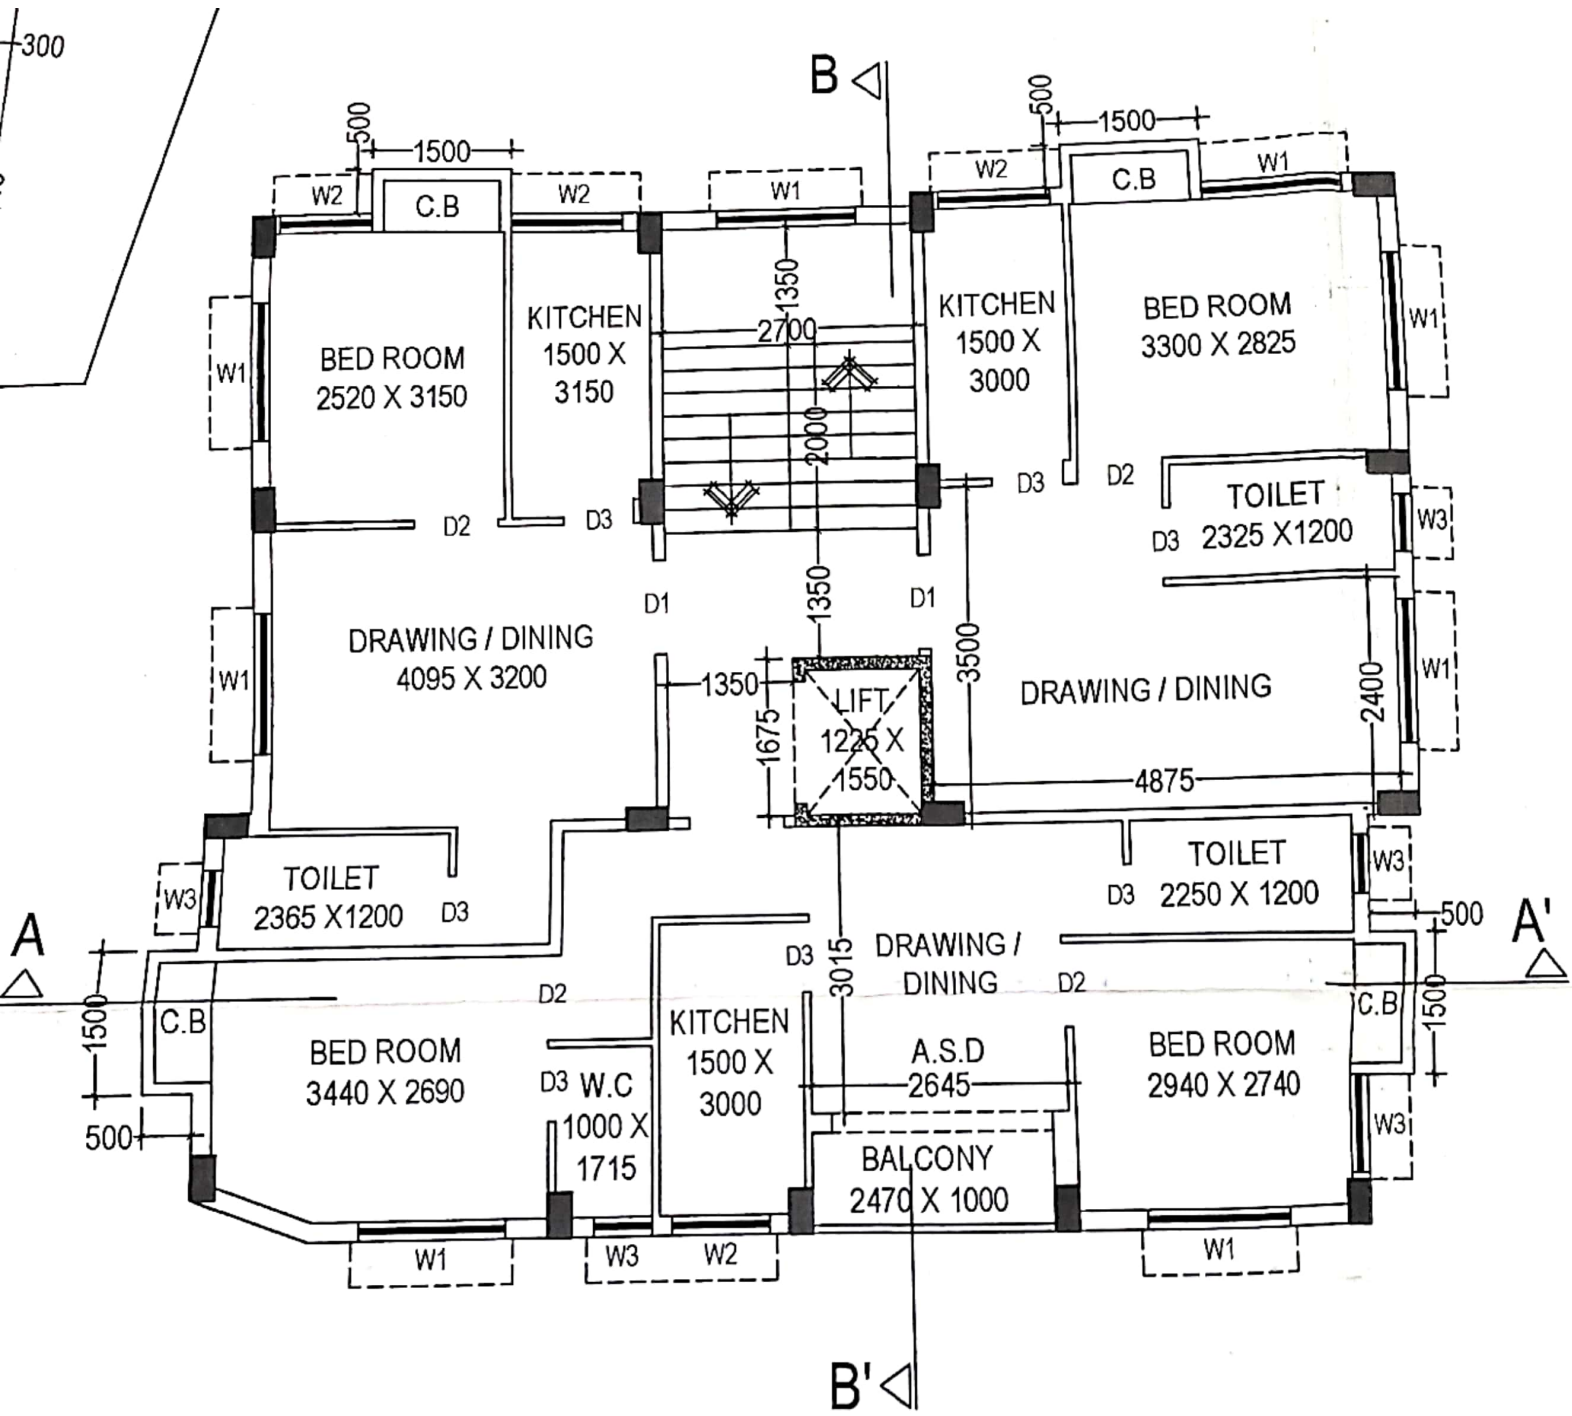 300
B
500
1500
W2
C.B
W2
W1
W2
500
1500
C.B
W1
BED ROOM
2520 X 3150
KITCHEN
1500 X
3150
1350
2700
2000
KITCHEN
1500 X
3000
BED ROOM
3300 X 2825
W1
W1
D2
D3
D3
D2
TOILET
2325 X1200
D3
W3
D1
1350
D1
DRAWING / DINING
4095 X 3200
W1
1350
1675
LIFT
1225 X
1550
3500
DRAWING / DINING
2400
W1
4875
TOILET
2365 X1200
W3
D3
TOILET
2250 X 1200
D3
W3
500
A
A'
1500
C.B
D2
BED ROOM
3440 X 2690
500
D3
W.C
1000 X
1715
KITCHEN
1500 X
3000
D3
3015
DRAWING /
DINING
D2
A.S.D
2645
BED ROOM
2940 X 2740
C.B
1500
W3
BALCONY
2470 X 1000
W1
W3
W2
W1
B'